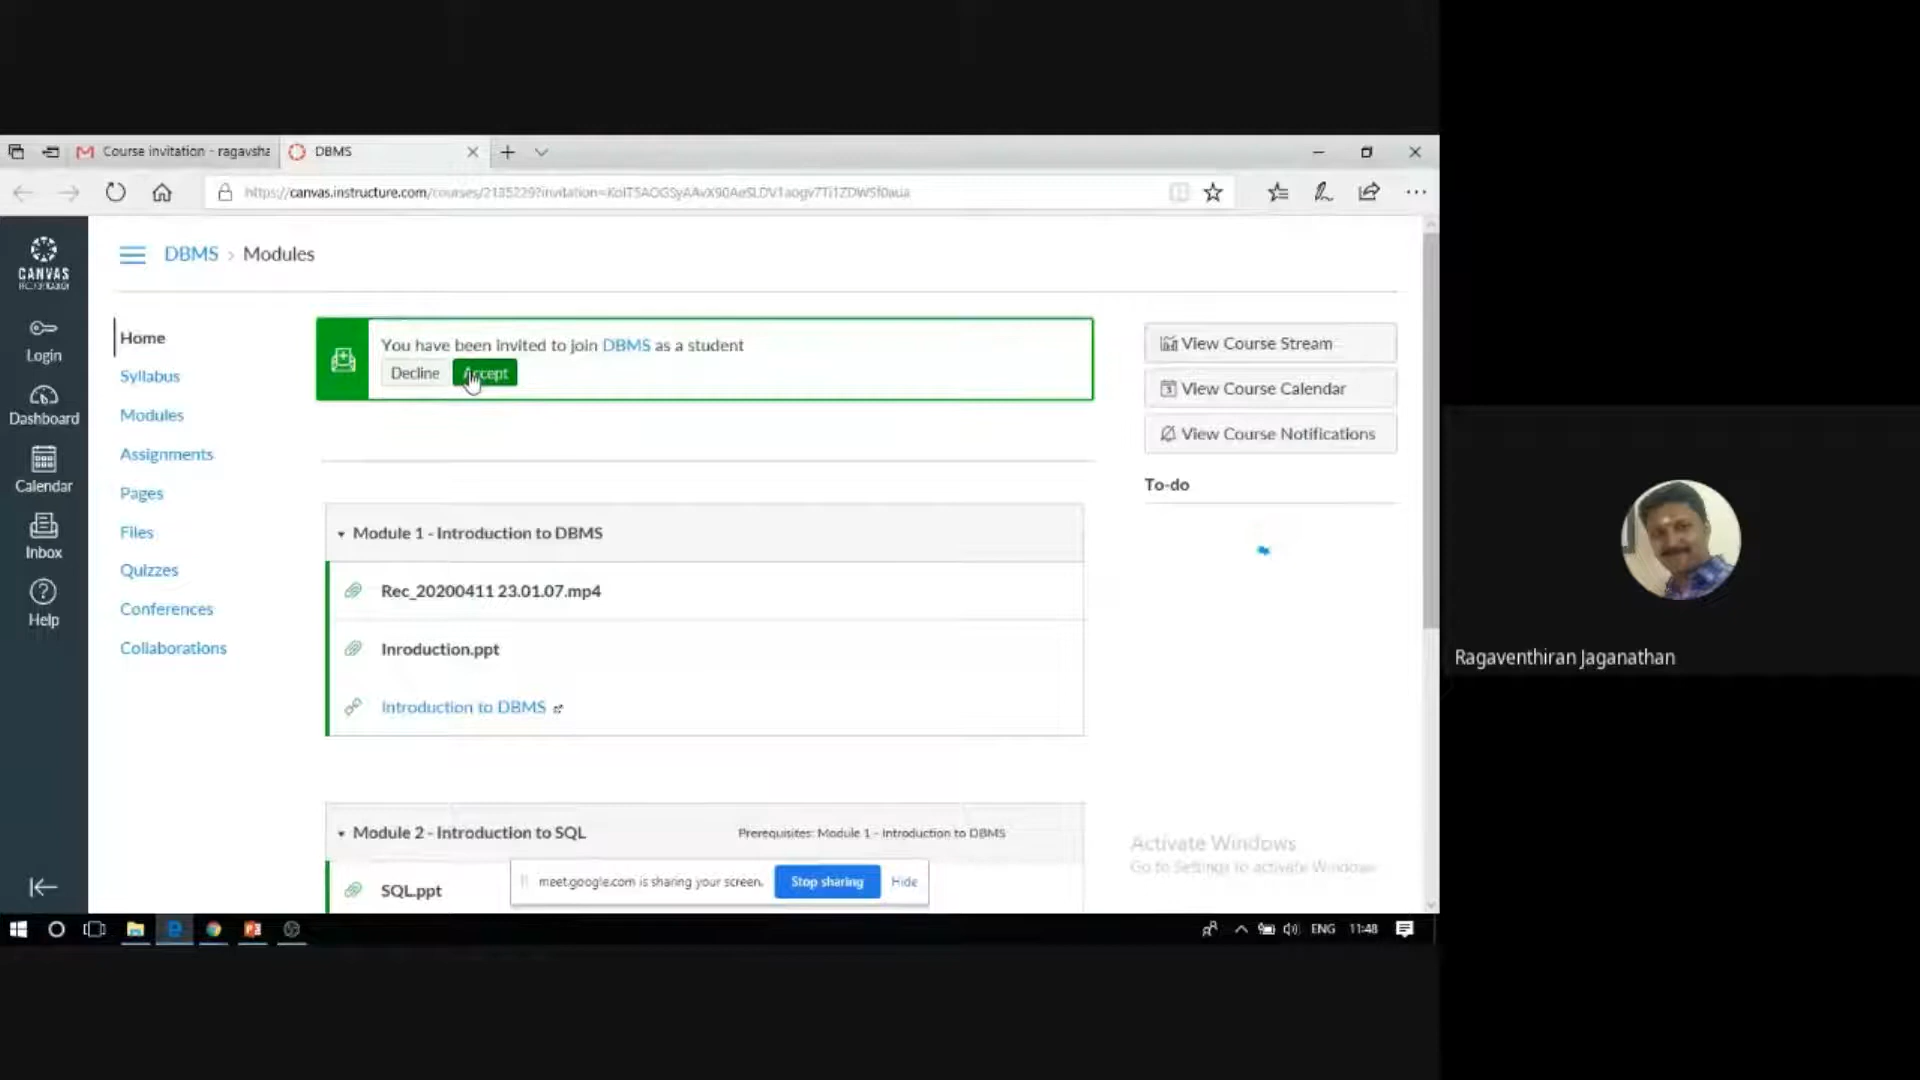 Course invitation - ragavsha
DBMS
canvas.instructure.com
CANVAS
Login
Dashboard
Calendar
Inbox
Help
DBMS › Modules
Home
Syllabus
Modules
Assignments
Pages
Files
Quizzes
Conferences
Collaborations
You have been invited to join DBMS as a student
Decline
Accept
Module 1 - Introduction to DBMS
Rec_20200411 23.01.07.mp4
Inroduction.ppt
Introduction to DBMS
Module 2 - Introduction to SQL
Prerequisites: Module 1 - Introduction to DBMS
SQL.ppt
View Course Stream
View Course Calendar
View Course Notifications
To-do
Activate Windows
Go to Settings to activate Windows
meet.google.com is sharing your screen.
Stop sharing
Hide
ENG
11:48
Ragaventhiran Jaganathan